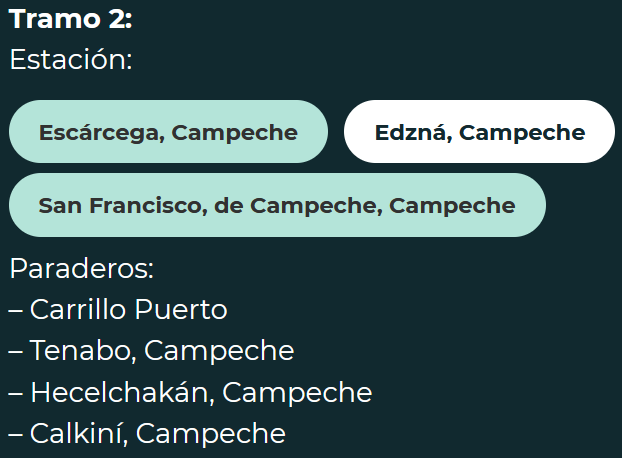 Tramo 2:
Estación:
Escárcega, Campeche
Edzná, Campeche
San Francisco, de Campeche, Campeche
Paraderos:
– Carrillo Puerto
– Tenabo, Campeche
– Hecelchakán, Campeche
– Calkiní, Campeche